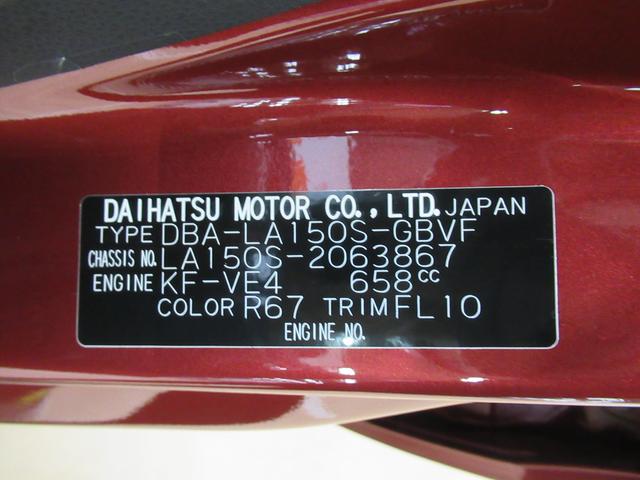 DAIHATSU MOTOR CO., LTD. JAPAN
TYPE DBA-LA150S-GBVF
CHASSIS NO. LA150S-2063867
ENGINE KF-VE4 658cc
COLOR R67 TRIM FL10
ENGINE NO.